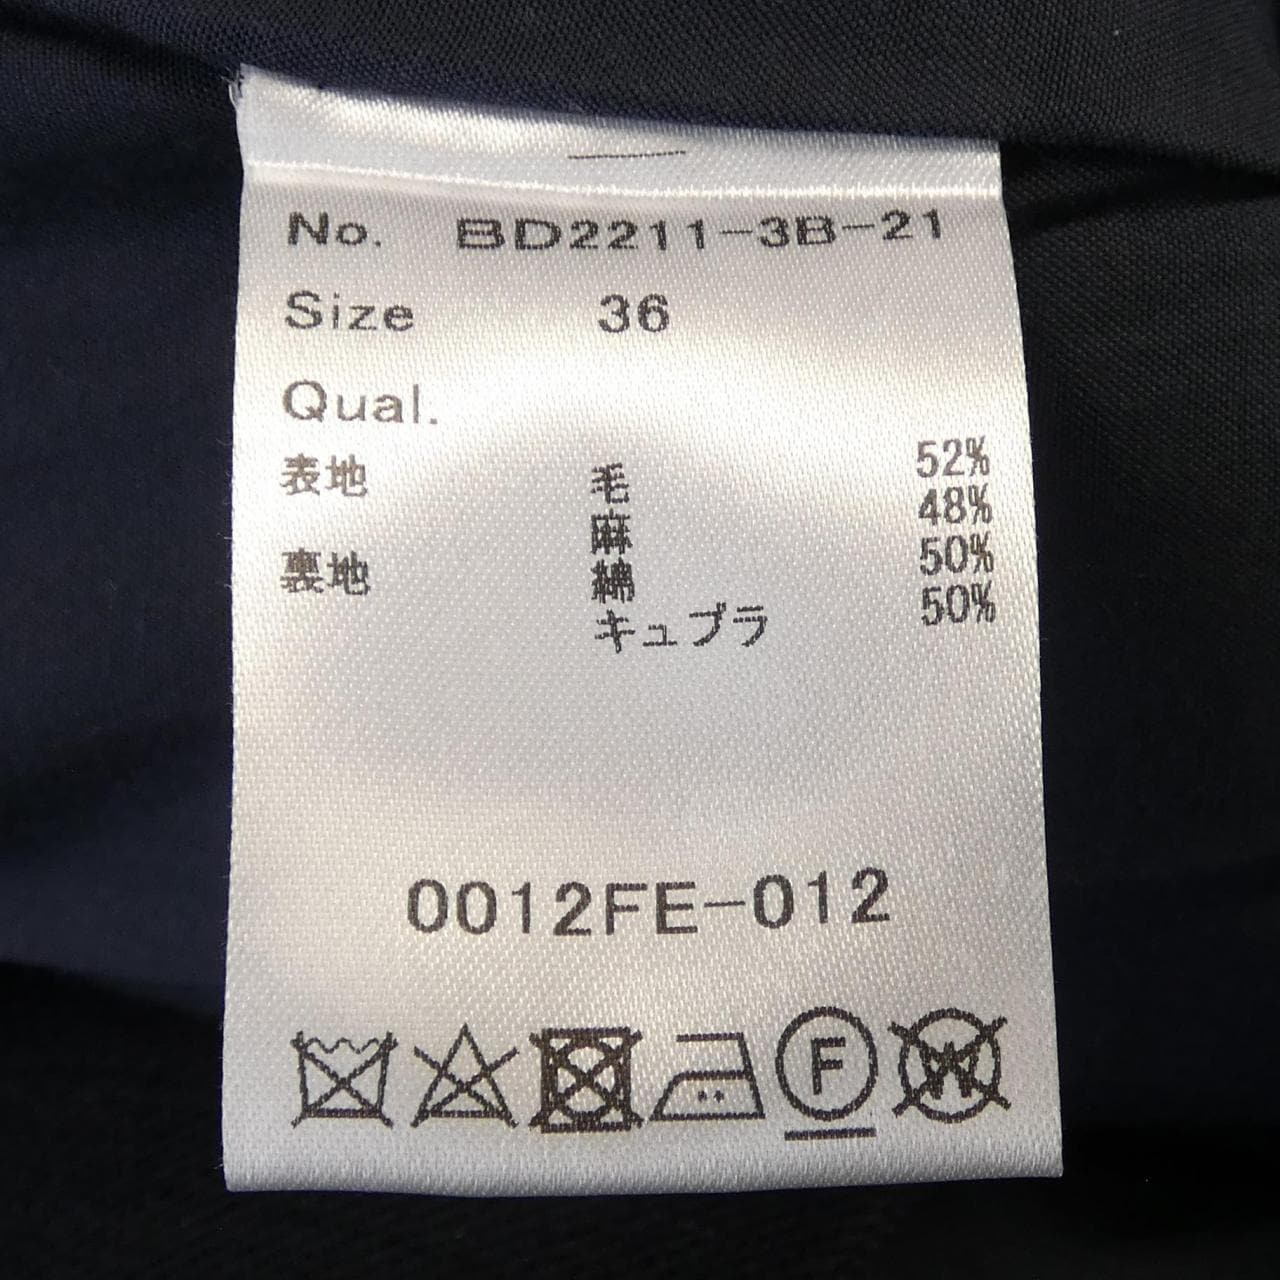 No. BD2211-3B-21
Size 36
Qual.
表地 毛 52%
麻 48%
裏地 綿 50%
キュプラ 50%
0012FE-012
F W